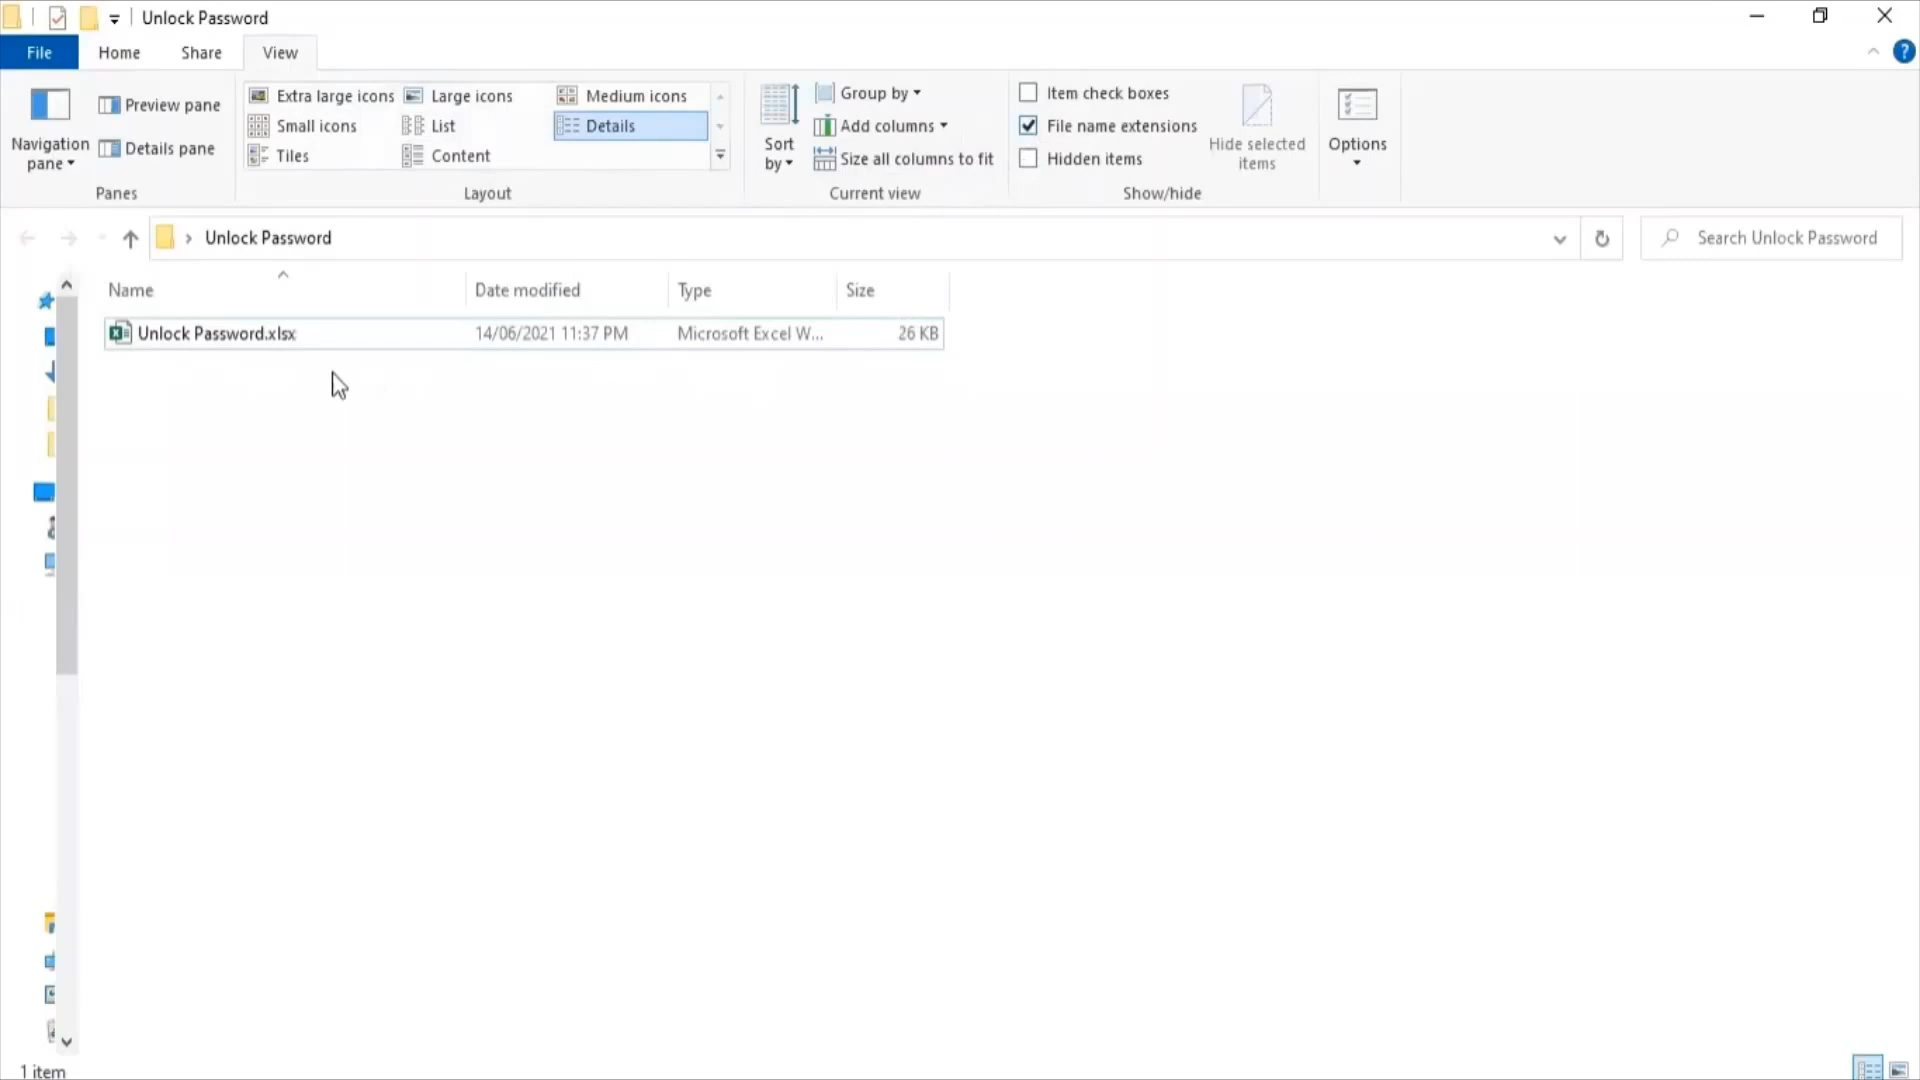 Unlock Password
File Home Share View
Navigation pane
Preview pane
Details pane
Panes
Extra large icons Large icons Medium icons
Small icons List Details
Tiles Content
Layout
Sort by
Group by
Add columns
Size all columns to fit
Current view
Item check boxes
File name extensions
Hidden items
Hide selected items
Show/hide
Options
Unlock Password
Search Unlock Password
Name Date modified Type Size
Unlock Password.xlsx 14/06/2021 11:37 PM Microsoft Excel W... 26 KB
1 item